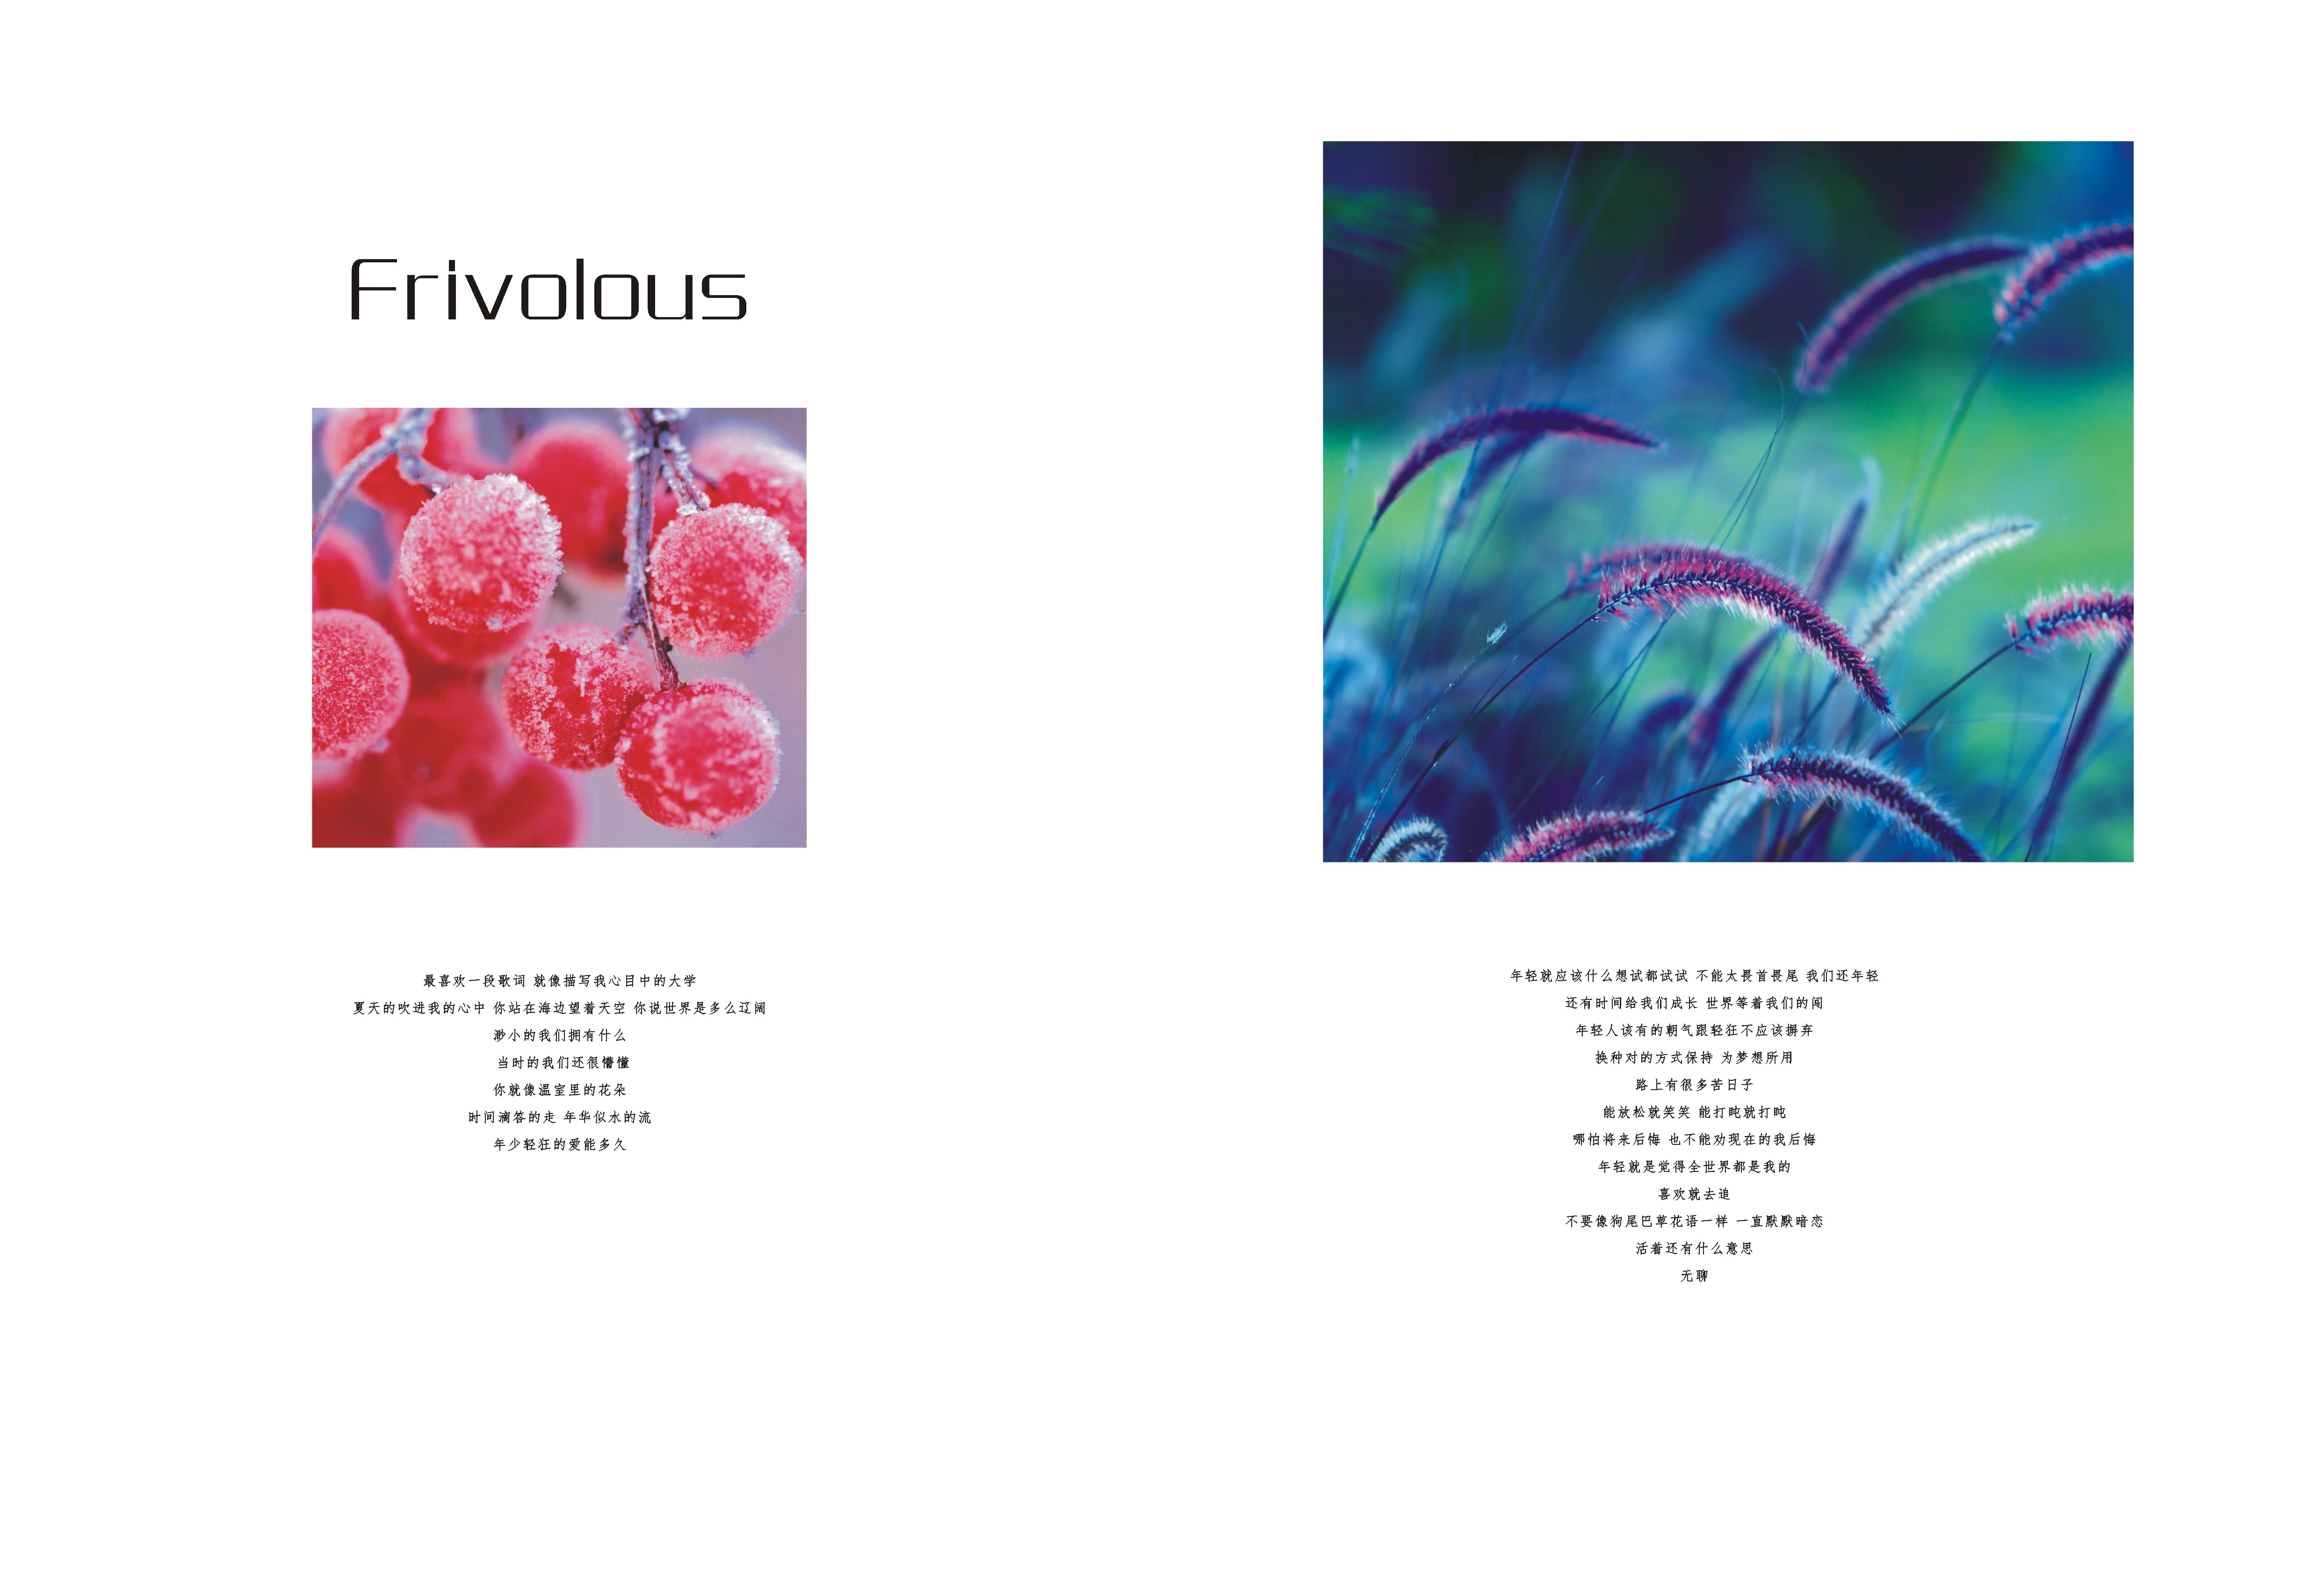 Frivolous
最喜欢一段歌词 就像描写我心目中的大学
夏天的吹进我的心中 你站在海边望着天空 你说世界是多么辽阔
渺小的我们拥有什么
当时的我们还很懵懂
你就像温室里的花朵
时间滴答的走 年华似水的流
年少轻狂的爱能多久
年轻就应该什么想试都试试 不能太畏首畏尾 我们还年轻
还有时间给我们成长 世界等着我们的闯
年轻人该有的朝气跟轻狂不应该摒弃
换种对的方式保持 为梦想所用
路上有很多苦日子
能放松就笑笑 能打盹就打盹
哪怕将来后悔 也不能劝现在的我后悔
年轻就是觉得全世界都是我的
喜欢就去追
不要像狗尾巴草花语一样 一直默默暗恋
活着还有什么意思
无聊